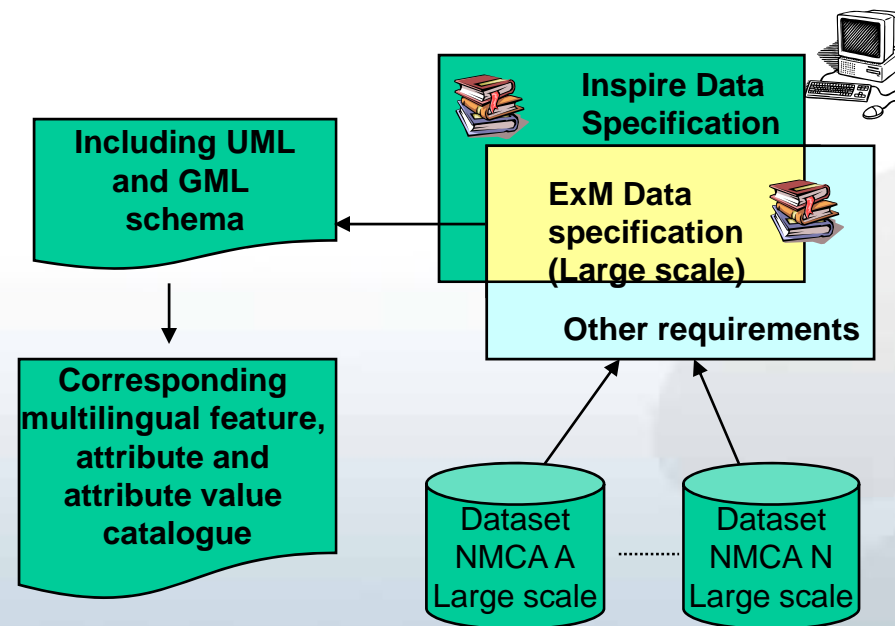 Inspire Data
Specification
Including UML
and GML
schema
ExM Data
specification
(Large scale)
Other requirements
Corresponding
multilingual feature,
attribute and
attribute value
catalogue
Dataset
NMCA A
Large scale
Dataset
NMCA N
Large scale